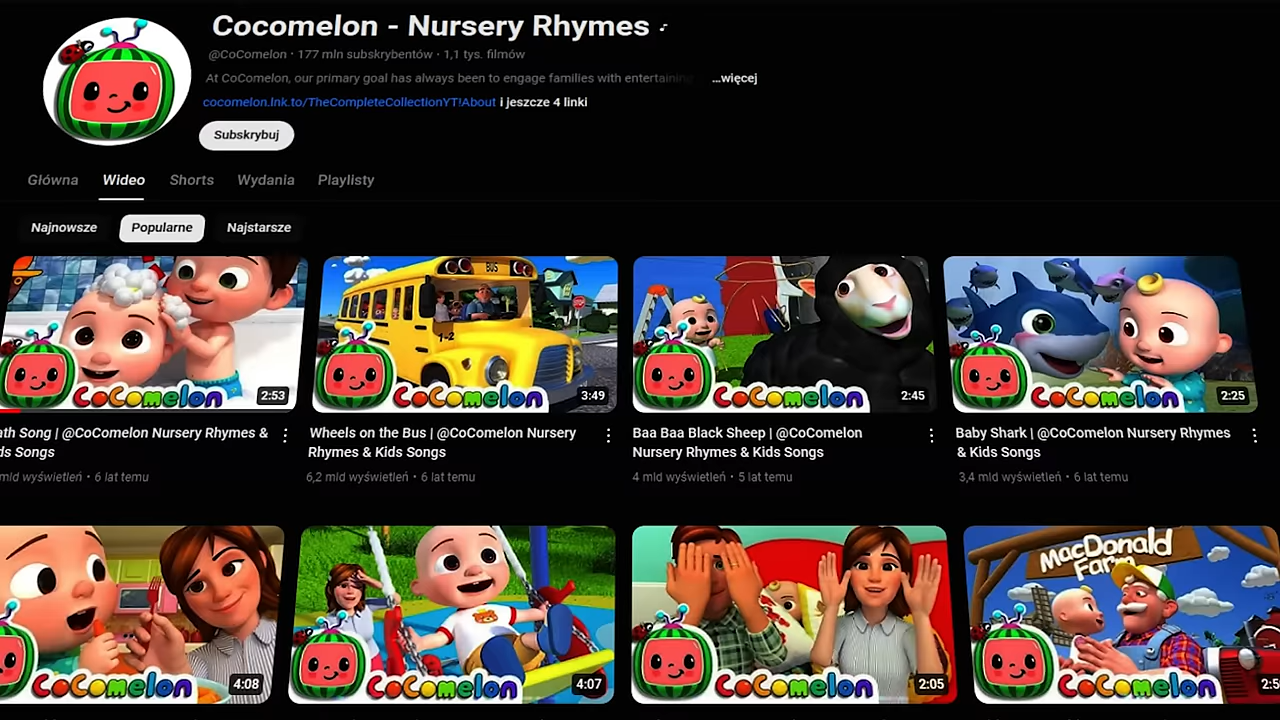 Cocomelon - Nursery Rhymes
@CoComelon · 177 mln subskrybentów · 1,1 tys. filmów
At CoComelon, our primary goal has always been to engage families with entertaining ...więcej
cocomelon.lnk.to/TheCompleteCollectionYT!About i jeszcze 4 linki
Subskrybuj
Główna Wideo Shorts Wydania Playlisty
Najnowsze Popularne Najstarsze
BUS
1-2
CoComelon 2:53
CoComelon 3:49
CoComelon 2:45
CoComelon 2:25
ath Song | @CoComelon Nursery Rhymes &
ds Songs
mld wyświetleń · 6 lat temu
Wheels on the Bus | @CoComelon Nursery
Rhymes & Kids Songs
6,2 mld wyświetleń · 6 lat temu
Baa Baa Black Sheep | @CoComelon
Nursery Rhymes & Kids Songs
4 mld wyświetleń · 5 lat temu
Baby Shark | @CoComelon Nursery Rhymes
& Kids Songs
3,4 mld wyświetleń · 6 lat temu
MacDonald
Farm
CoComelon 4:08
CoComelon 4:07
CoComelon 2:05
CoComelon